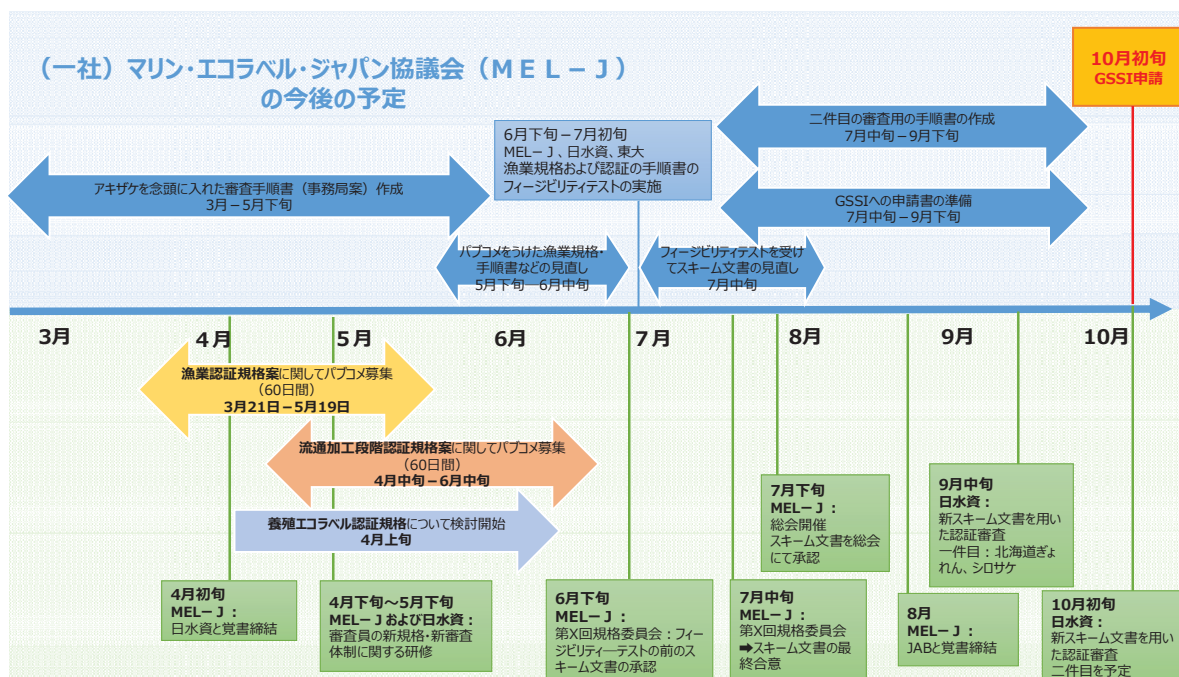 (一社)マリン・エコラベル・ジャパン協議会(MEL-J)
の今後の予定
10月初旬
GSSI申請
二件目の審査用の手順書の作成
7月中旬-9月下旬
6月下旬-7月初旬
MEL-J、日水資、東大
漁業規格および認証の手順書の
フィージビリティテストの実施
アキザケを念頭に入れた審査手順書(事務局案)作成
3月-5月下旬
GSSIへの申請書の準備
7月中旬-9月下旬
パブコメをうけた漁業規格・
手順書などの見直し
5月下旬―6月中旬
フィージビリティテストを受け
てスキーム文書の見直し
7月中旬
3月
4月
5月
6月
7月
8月
9月
10月
漁業認証規格案に関してパブコメ募集
(60日間)
3月21日-5月19日
流通加工段階認証規格案に関してパブコメ募集
(60日間)
4月中旬-6月中旬
養殖エコラベル認証規格について検討開始
4月上旬
4月初旬
MEL-J:
日水資と覚書締結
4月下旬~5月下旬
MEL-Jおよび日水資:
審査員の新規格・新審査
体制に関する研修
6月下旬
MEL-J:
第X回規格委員会:フィー
ジビリティ―テストの前のス
キーム文書の承認
7月中旬
MEL-J:
第X回規格委員会
➡スキーム文書の最
終合意
7月下旬
MEL-J:
総会開催
スキーム文書を総会
にて承認
8月
MEL-J:
JABと覚書締結
9月中旬
日水資:
新スキーム文書を用い
た認証審査
一件目:北海道ぎょ
れん、シロサケ
10月初旬
日水資:
新スキーム文書を用い
た認証審査
二件目を予定